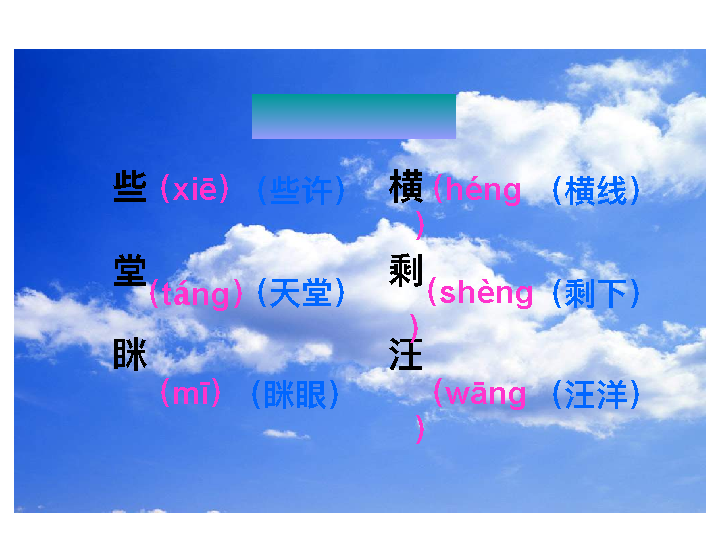 些（xiē）（些许） 横（héng）（横线）
堂（táng）（天堂） 剩（shèng）（剩下）
眯（mī）（眯眼） 汪（wāng）（汪洋）